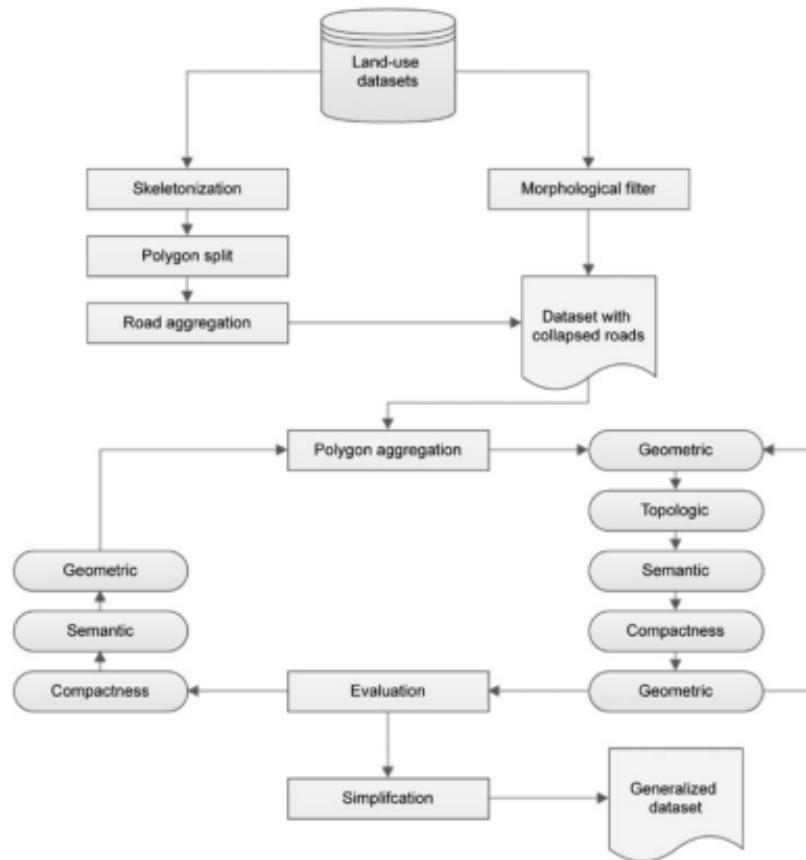 Land-use
datasets
Skeletonization
Morphological filter
Polygon split
Road aggregation
Dataset with
collapsed roads
Polygon aggregation
Geometric
Topologic
Semantic
Compactness
Geometric
Geometric
Semantic
Compactness
Evaluation
Simplifcation
Generalized
dataset